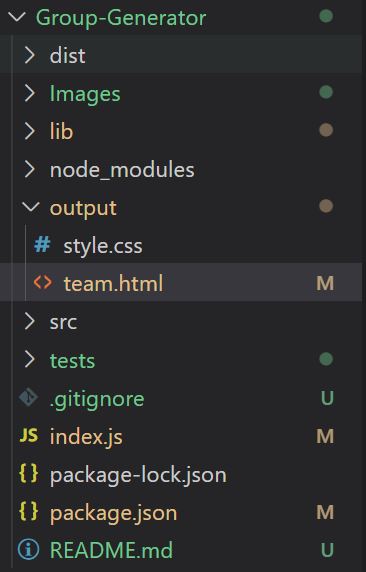 Group-Generator
dist
Images
lib
node_modules
output
# style.css
<> team.html M
src
tests
.gitignore U
JS index.js M
{} package-lock.json
{} package.json M
README.md U